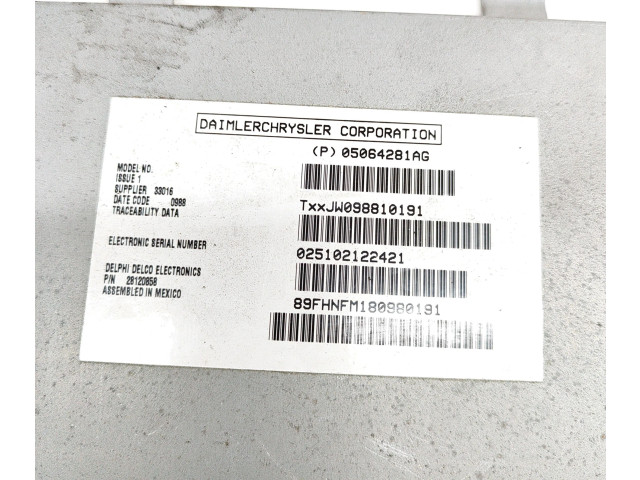 DAIMLERCHRYSLER CORPORATION
(P) 05064281AG
MODEL NO.
ISSUE 1
SUPPLIER 33016
DATE CODE 0988
TRACEABILITY DATA
TxxJW098810191
ELECTRONIC SERIAL NUMBER
025102122421
DELPHI DELCO ELECTRONICS
P/N 28120858
ASSEMBLED IN MEXICO
89FHNFM180980191